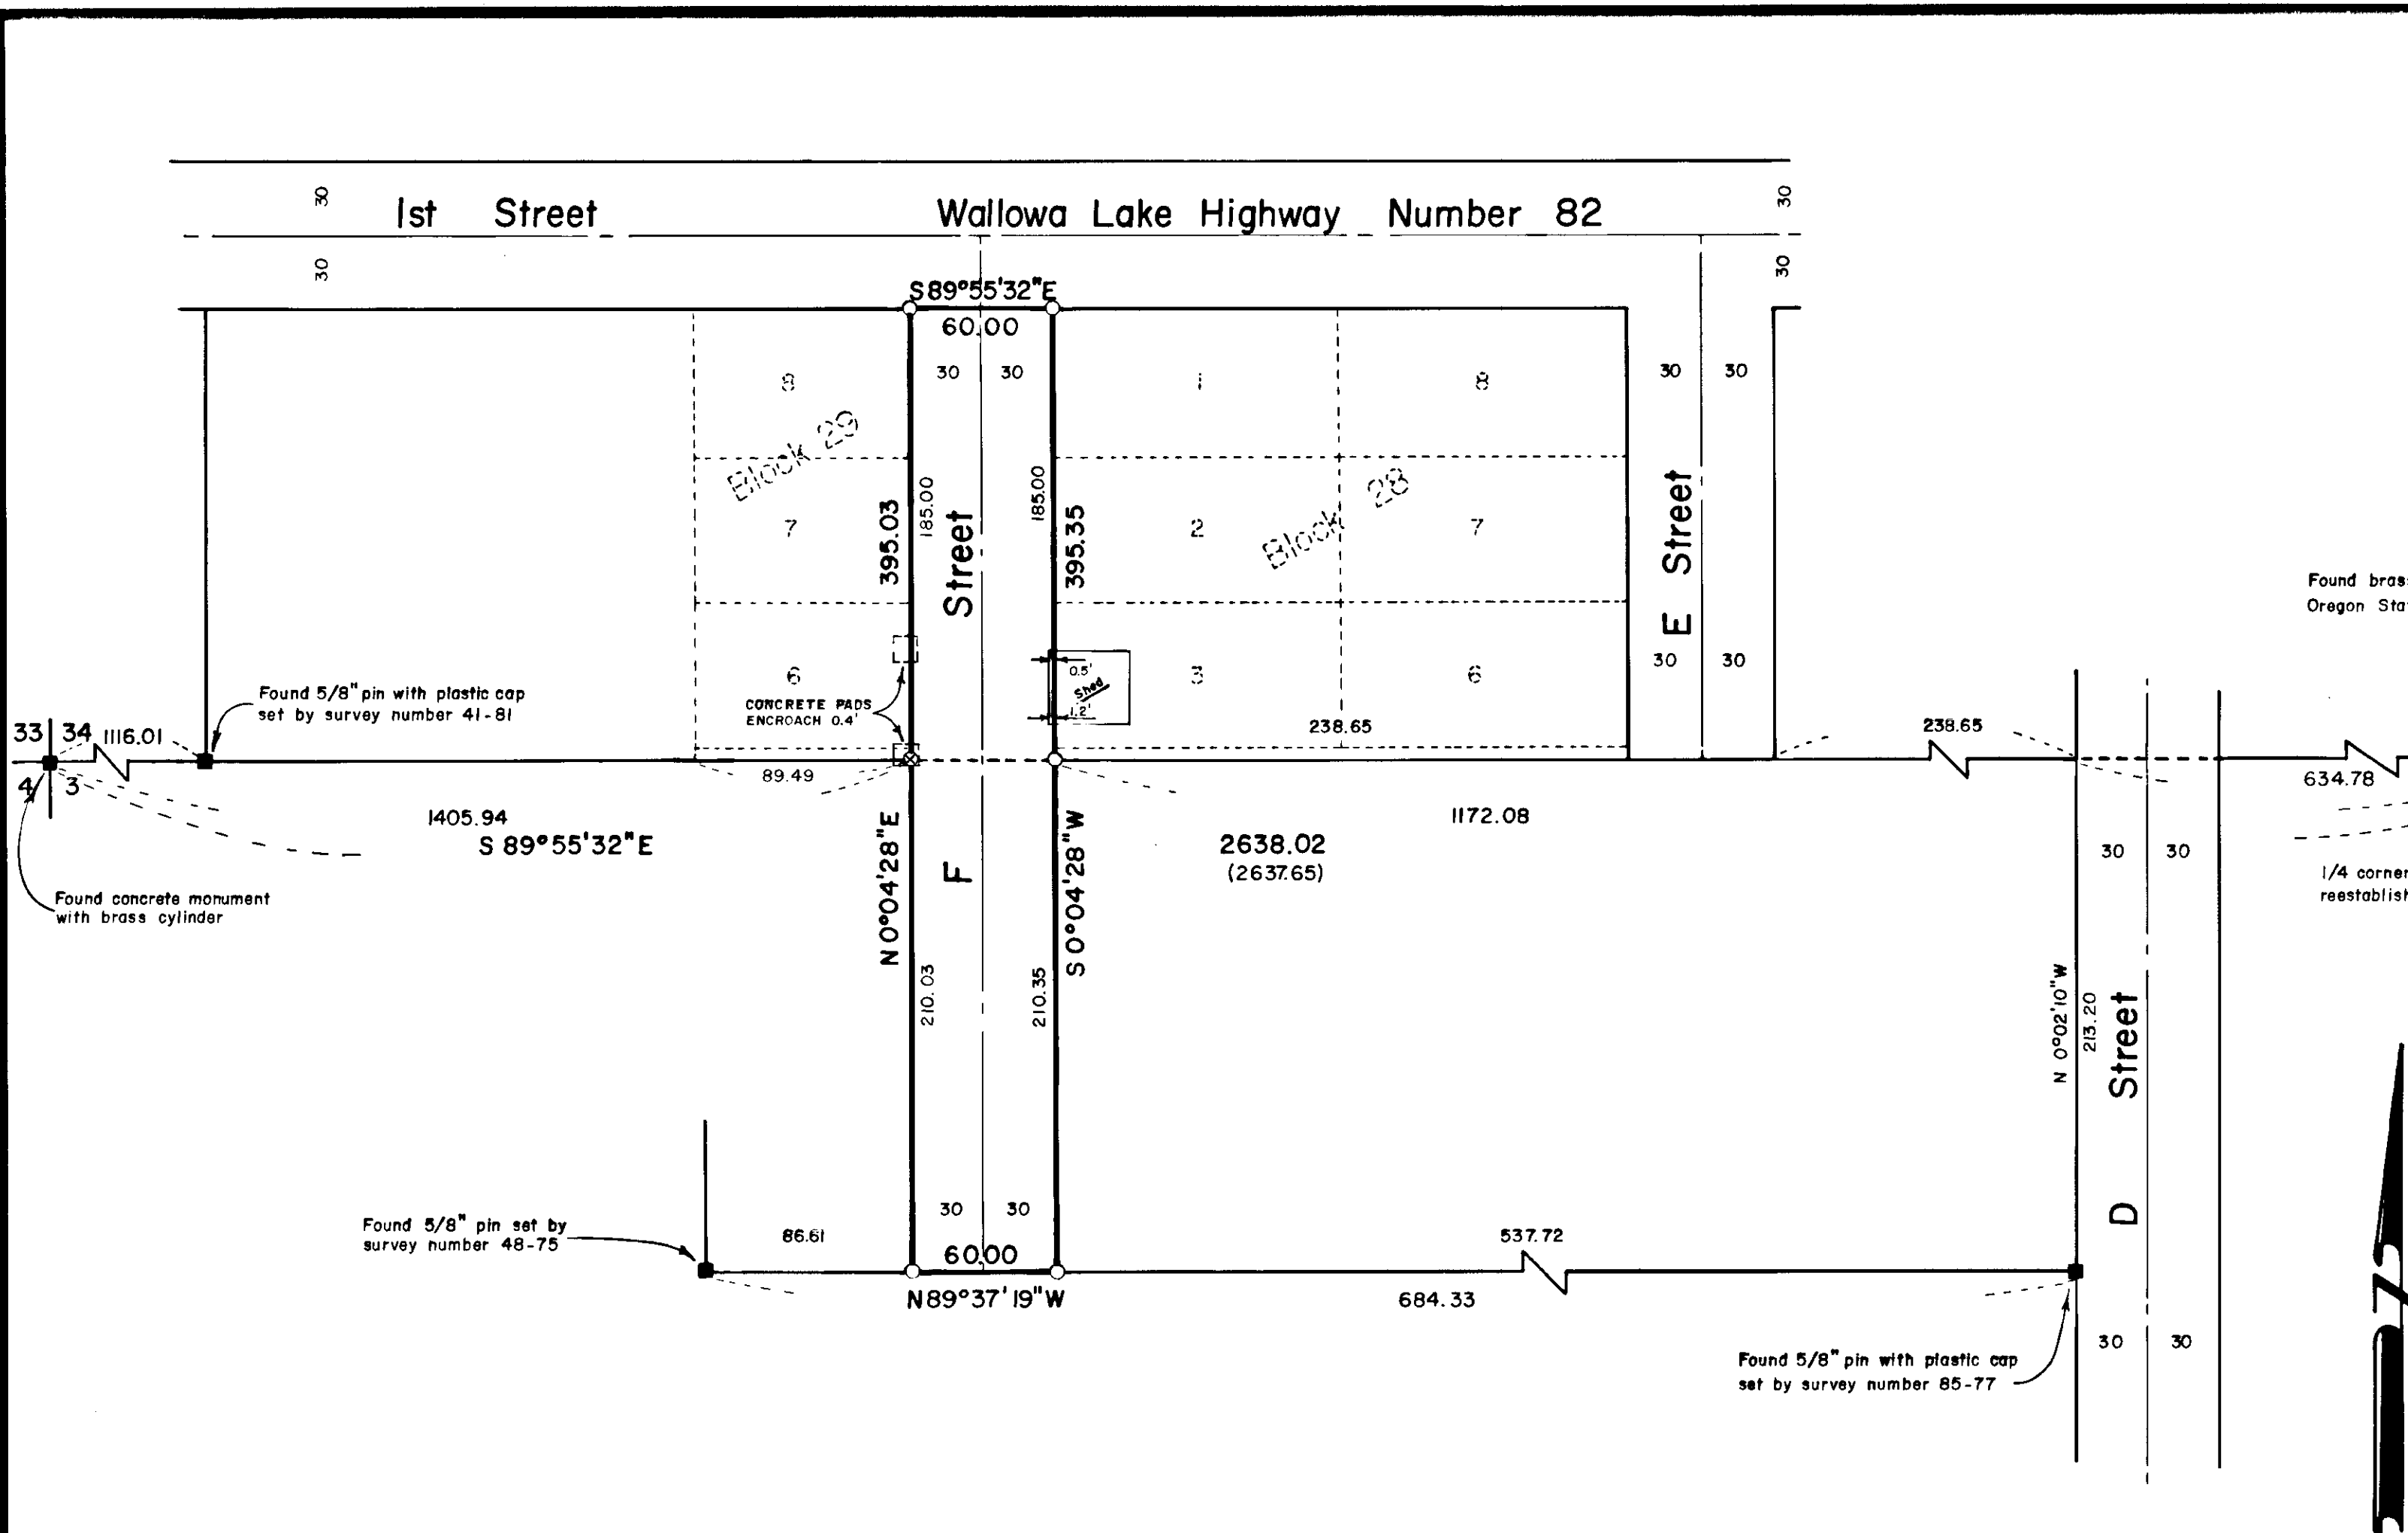 30
30
1st Street
Wallowa Lake Highway Number 82
30
30
S 89°55'32" E
60.00
30 30
30 30
8
1
8
Block 29
Block 28
7
2
7
6
3
6
185.00
185.00
395.03
395.35
F Street
E Street
30 30
0.5'
Shed
1.2'
CONCRETE PADS
ENCROACH 0.4'
Found 5/8" pin with plastic cap
set by survey number 41-81
33 34
4 3
1116.01
89.49
238.65
238.65
634.78
Found bras
Oregon Sta
1405.94
S 89°55'32" E
1172.08
2638.02
(2637.65)
Found concrete monument
with brass cylinder
N 0°04'28" E
S 0°04'28" W
210.03
210.35
30 30
1/4 corner
reestablish
N 0°02'10" W
213.20
D Street
30 30
Found 5/8" pin set by
survey number 48-75
86.61
60.00
N 89°37'19" W
537.72
684.33
Found 5/8" pin with plastic cap
set by survey number 85-77
30 30